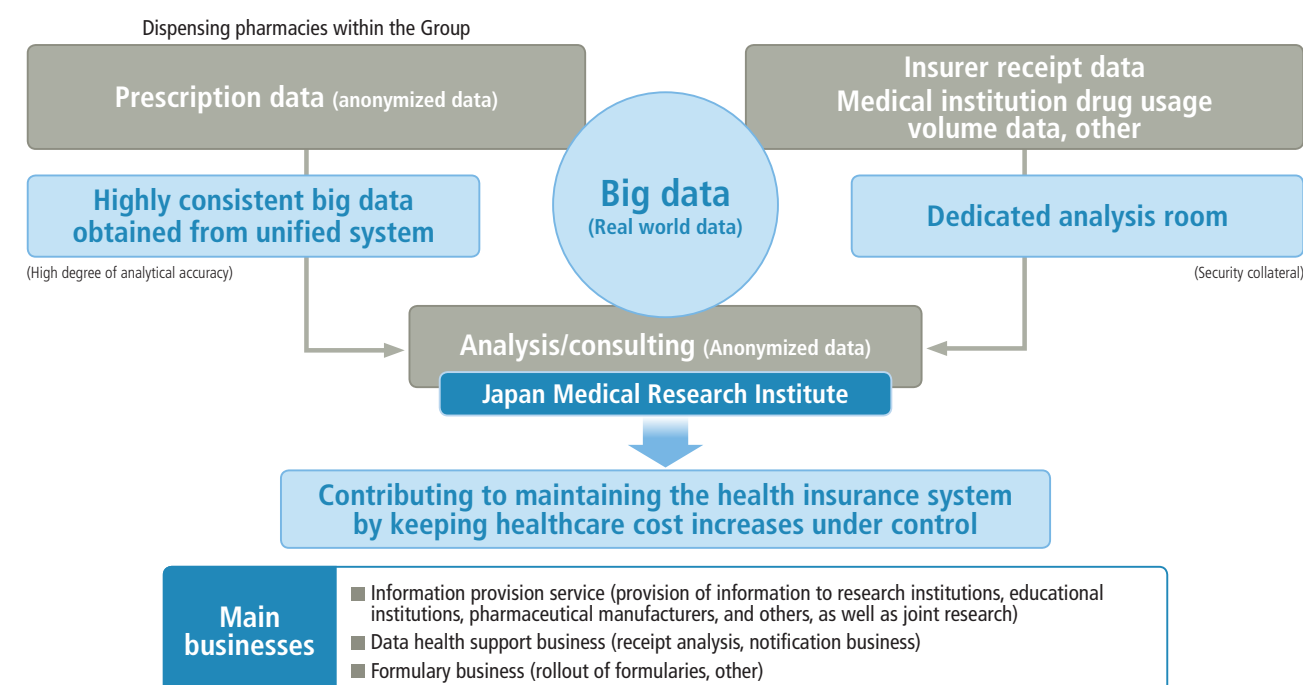 Dispensing pharmacies within the Group
Prescription data (anonymized data)
Insurer receipt data
Medical institution drug usage
volume data, other
Big data
(Real world data)
Highly consistent big data
obtained from unified system
(High degree of analytical accuracy)
Dedicated analysis room
(Security collateral)
Analysis/consulting (Anonymized data)
Japan Medical Research Institute
Contributing to maintaining the health insurance system
by keeping healthcare cost increases under control
Main
businesses
Information provision service (provision of information to research institutions, educational
institutions, pharmaceutical manufacturers, and others, as well as joint research)
Data health support business (receipt analysis, notification business)
Formulary business (rollout of formularies, other)